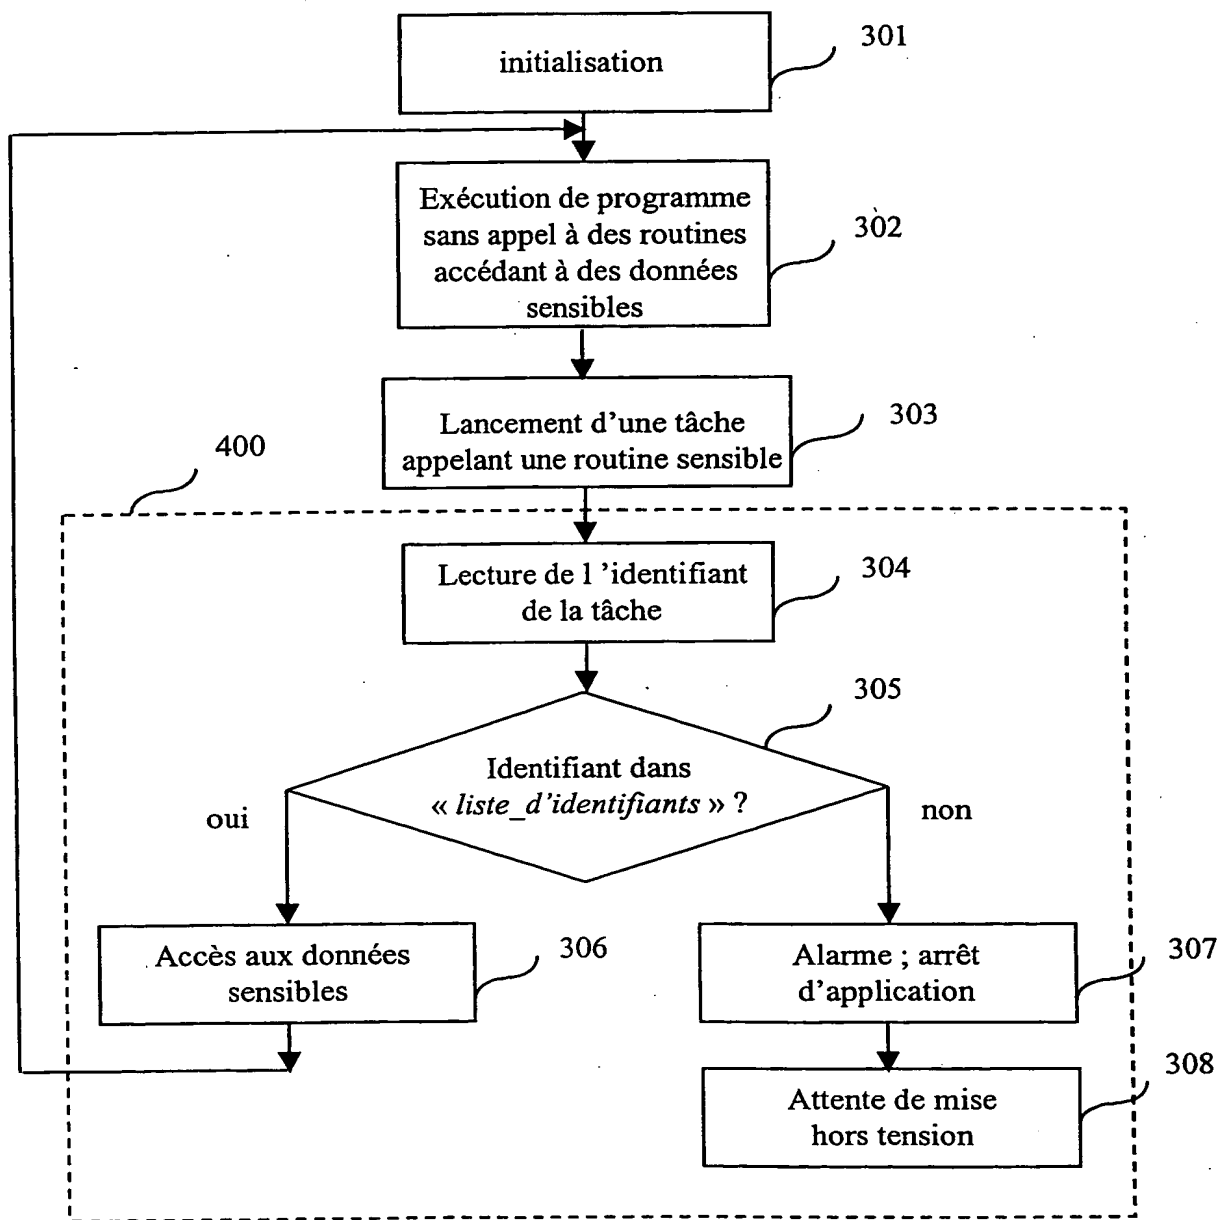 initialisation
301
Exécution de programme
sans appel à des routines
accédant à des données
sensibles
302
Lancement d’une tâche
appelant une routine sensible
303
400
Lecture de l ’identifiant
de la tâche
304
305
Identifiant dans
« liste_d’identifiants » ?
oui
non
Accès aux données
sensibles
306
Alarme ; arrêt
d’application
307
Attente de mise
hors tension
308